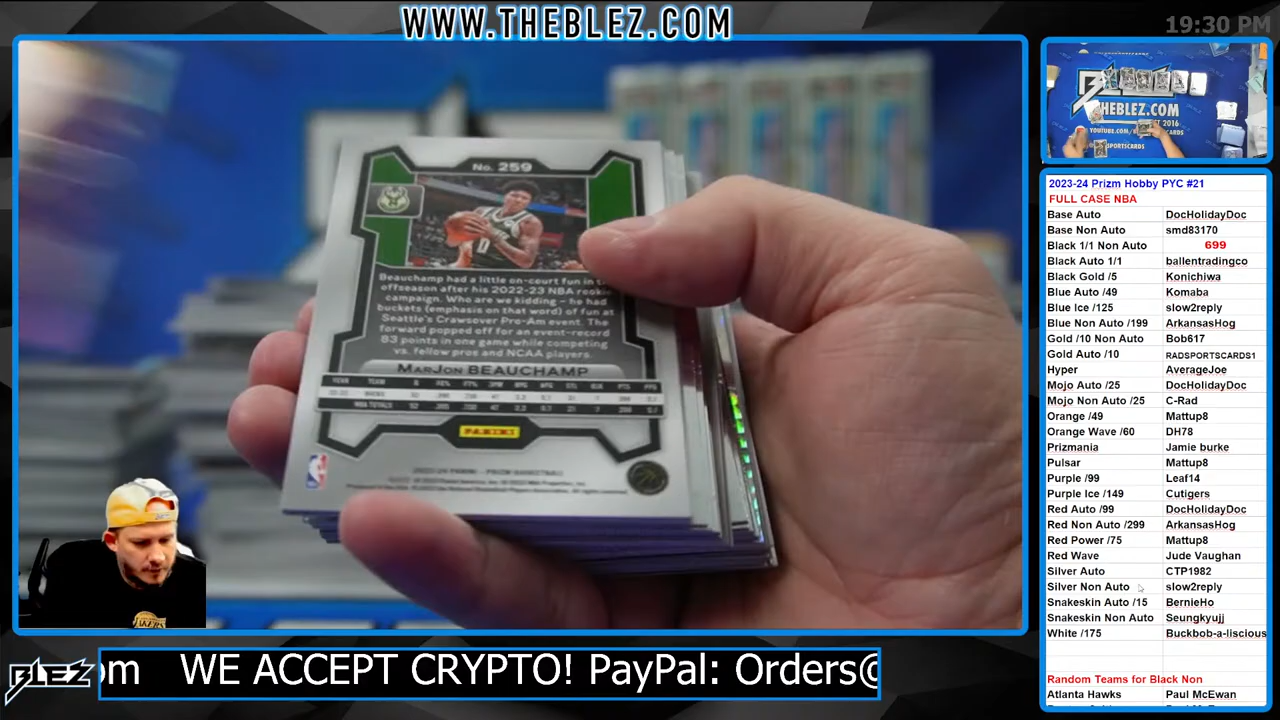 WWW.THEBLEZ.COM
19:30 PM
No. 259
Beauchamp had a little on-court fun in
offseason after his 2022-23 NBA rookie
campaign. Who are we kidding – he had
buckets (emphasis on that word) of fun at
Seattle's Crawsover Pro-Am event. The
forward popped off for an event-record
83 points in one game while competing
vs. fellow pros and NCAA players.
MARJON BEAUCHAMP
PANINI
2022-23 PANINI - PRIZM BASKETBALL
THEBLEZ.COM
2023-24 Prizm Hobby PYC #21
FULL CASE NBA
Base Auto DocHolidayDoc
Base Non Auto smd83170
Black 1/1 Non Auto 699
Black Auto 1/1 ballentradingco
Black Gold /5 Konichiwa
Blue Auto /49 Komaba
Blue Ice /125 slow2reply
Blue Non Auto /199 ArkansasHog
Gold /10 Non Auto Bob617
Gold Auto /10 RADSPORTSCARDS1
Hyper AverageJoe
Mojo Auto /25 DocHolidayDoc
Mojo Non Auto /25 C-Rad
Orange /49 Mattup8
Orange Wave /60 DH78
Prizmania Jamie burke
Pulsar Mattup8
Purple /99 Leaf14
Purple Ice /149 Cutigers
Red Auto /99 DocHolidayDoc
Red Non Auto /299 ArkansasHog
Red Power /75 Mattup8
Red Wave Jude Vaughan
Silver Auto CTP1982
Silver Non Auto slow2reply
Snakeskin Auto /15 BernieHo
Snakeskin Non Auto Seungkyujj
White /175 Buckbob-a-liscious
Random Teams for Black Non
Atlanta Hawks Paul McEwan
BLEZ
om WE ACCEPT CRYPTO! PayPal: Orders@